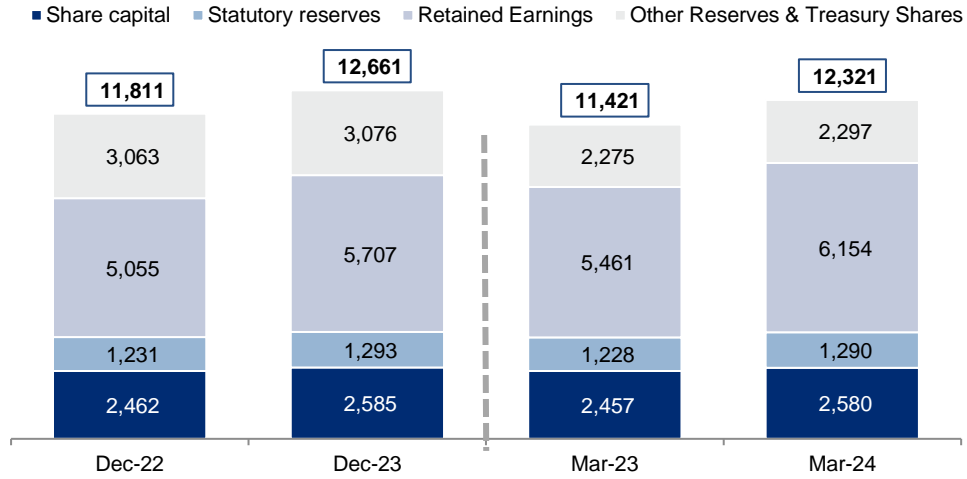 Share capital Statutory reserves Retained Earnings Other Reserves & Treasury Shares
11,811 12,661 11,421 12,321
3,063 3,076 2,275 2,297
5,055 5,707 5,461 6,154
1,231 1,293 1,228 1,290
2,462 2,585 2,457 2,580
Dec-22 Dec-23 Mar-23 Mar-24